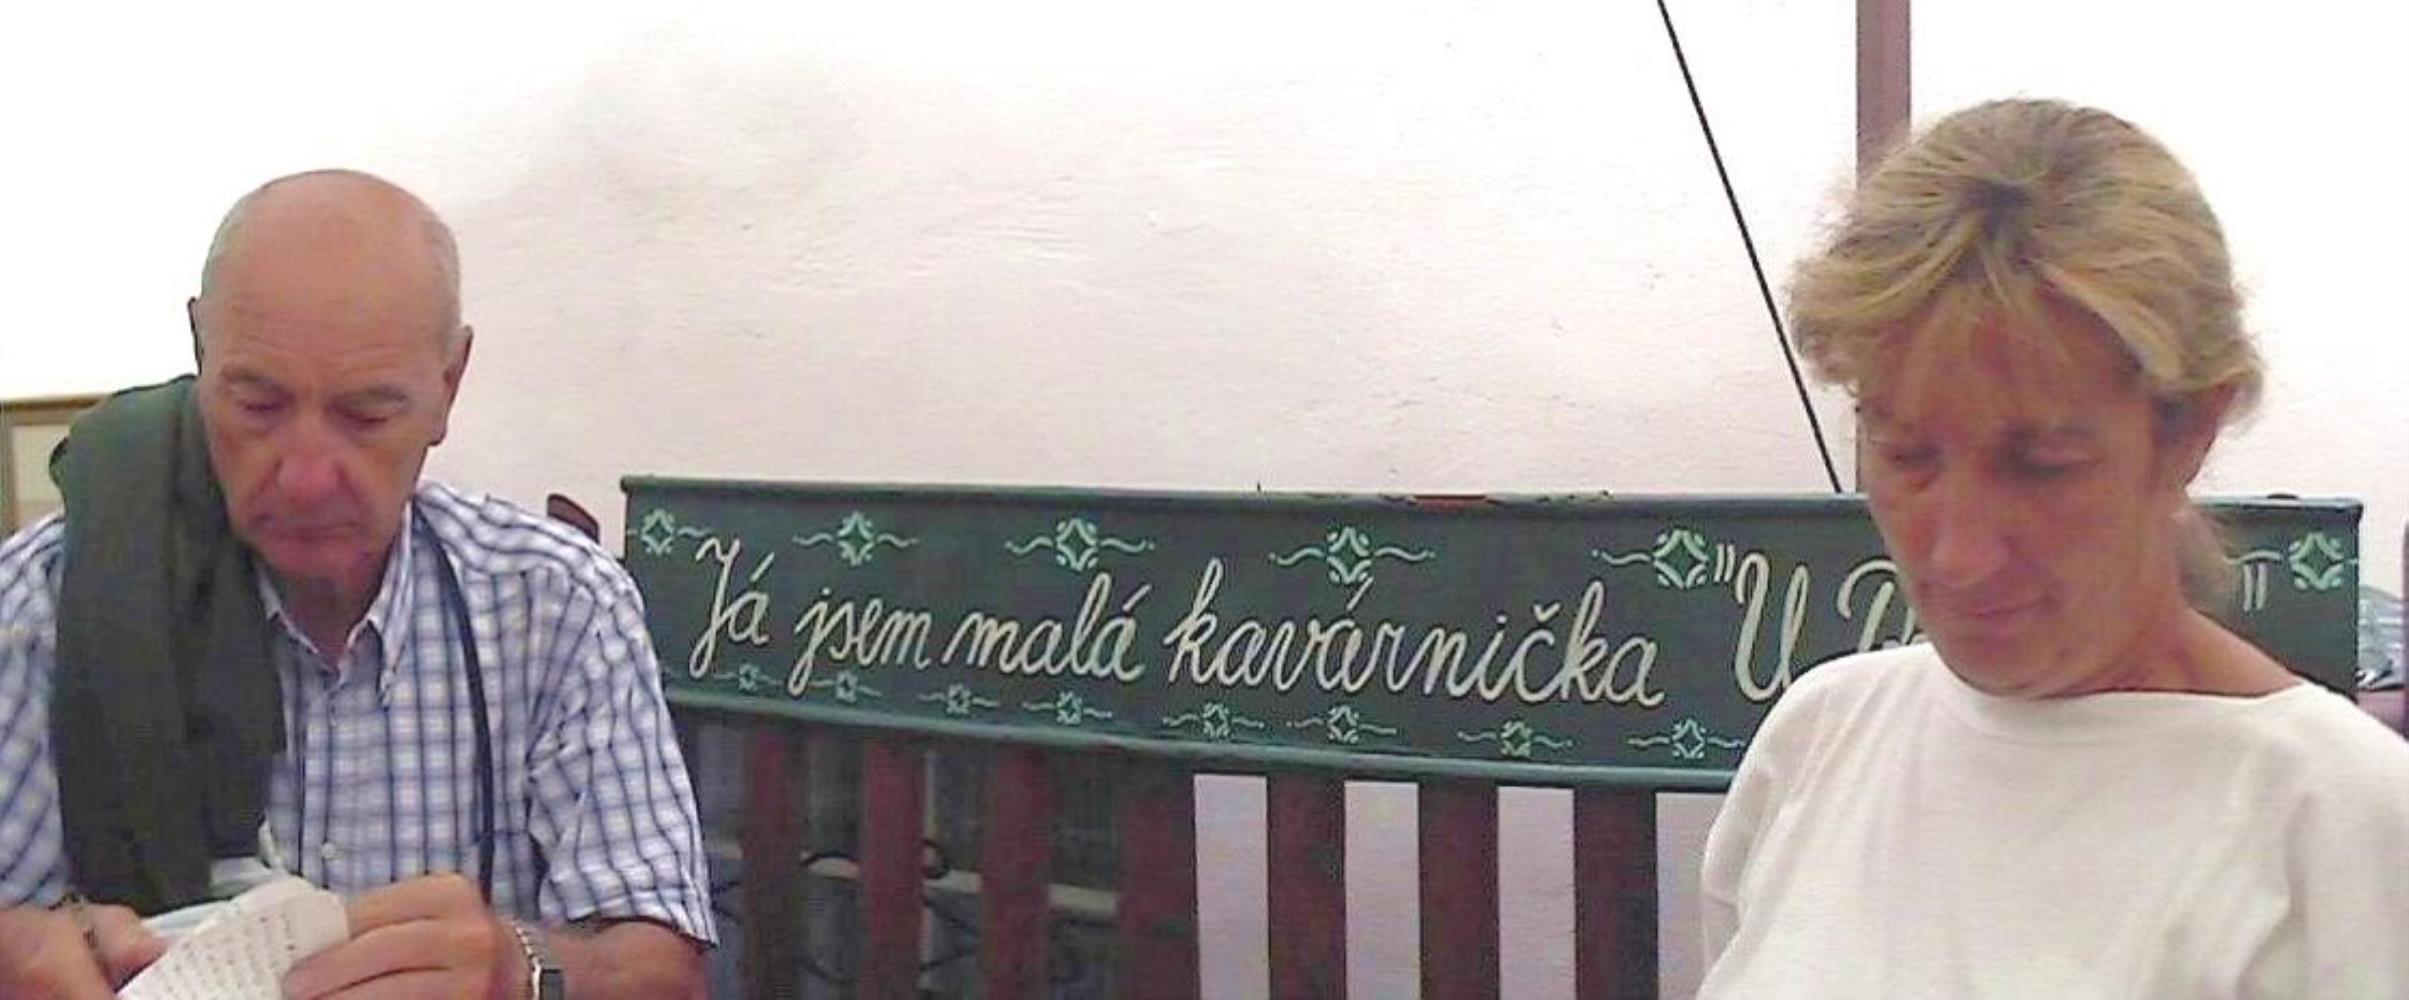 Já jsem malá kavárnička "U "